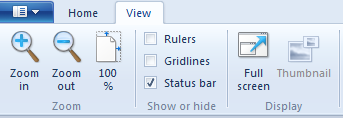 Home View
Zoom in
Zoom out
100 %
Rulers
Gridlines
Status bar
Full screen
Thumbnail
Zoom
Show or hide
Display